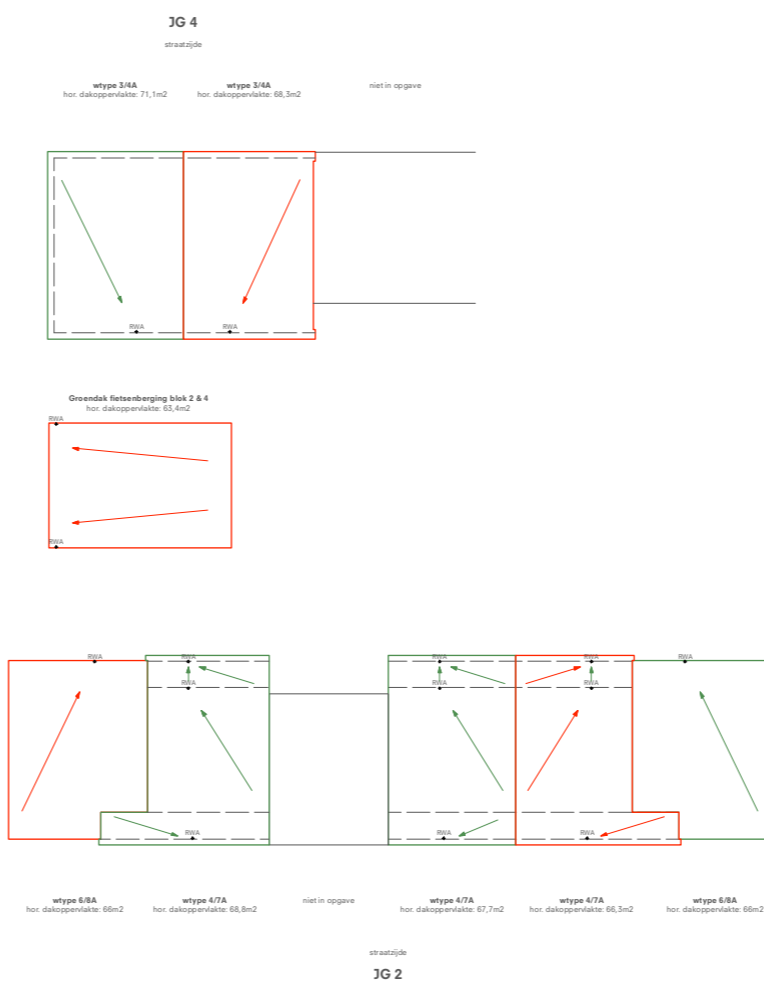 JG 4
straatzijde
wtype 3/4A
hor. dakoppervlakte: 71,1m2
wtype 3/4A
hor. dakoppervlakte: 68,3m2
niet in opgave
RWA
RWA
Groendak fietsenberging blok 2 & 4
hor. dakoppervlakte: 63,4m2
RWA
RWA
RWA
RWA
RWA
RWA
RWA
RWA
RWA
RWA
RWA
RWA
RWA
wtype 6/8A
hor. dakoppervlakte: 66m2
wtype 4/7A
hor. dakoppervlakte: 68,8m2
niet in opgave
wtype 4/7A
hor. dakoppervlakte: 67,7m2
wtype 4/7A
hor. dakoppervlakte: 66,3m2
wtype 6/8A
hor. dakoppervlakte: 66m2
straatzijde
JG 2